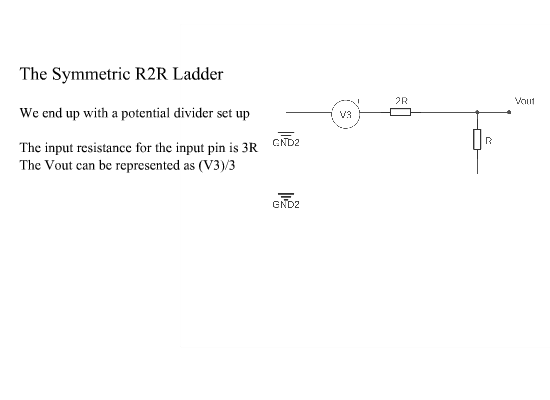 The Symmetric R2R Ladder
We end up with a potential divider set up
The input resistance for the input pin is 3R
The Vout can be represented as (V3)/3
2R
Vout
V3
R
GND2
GND2